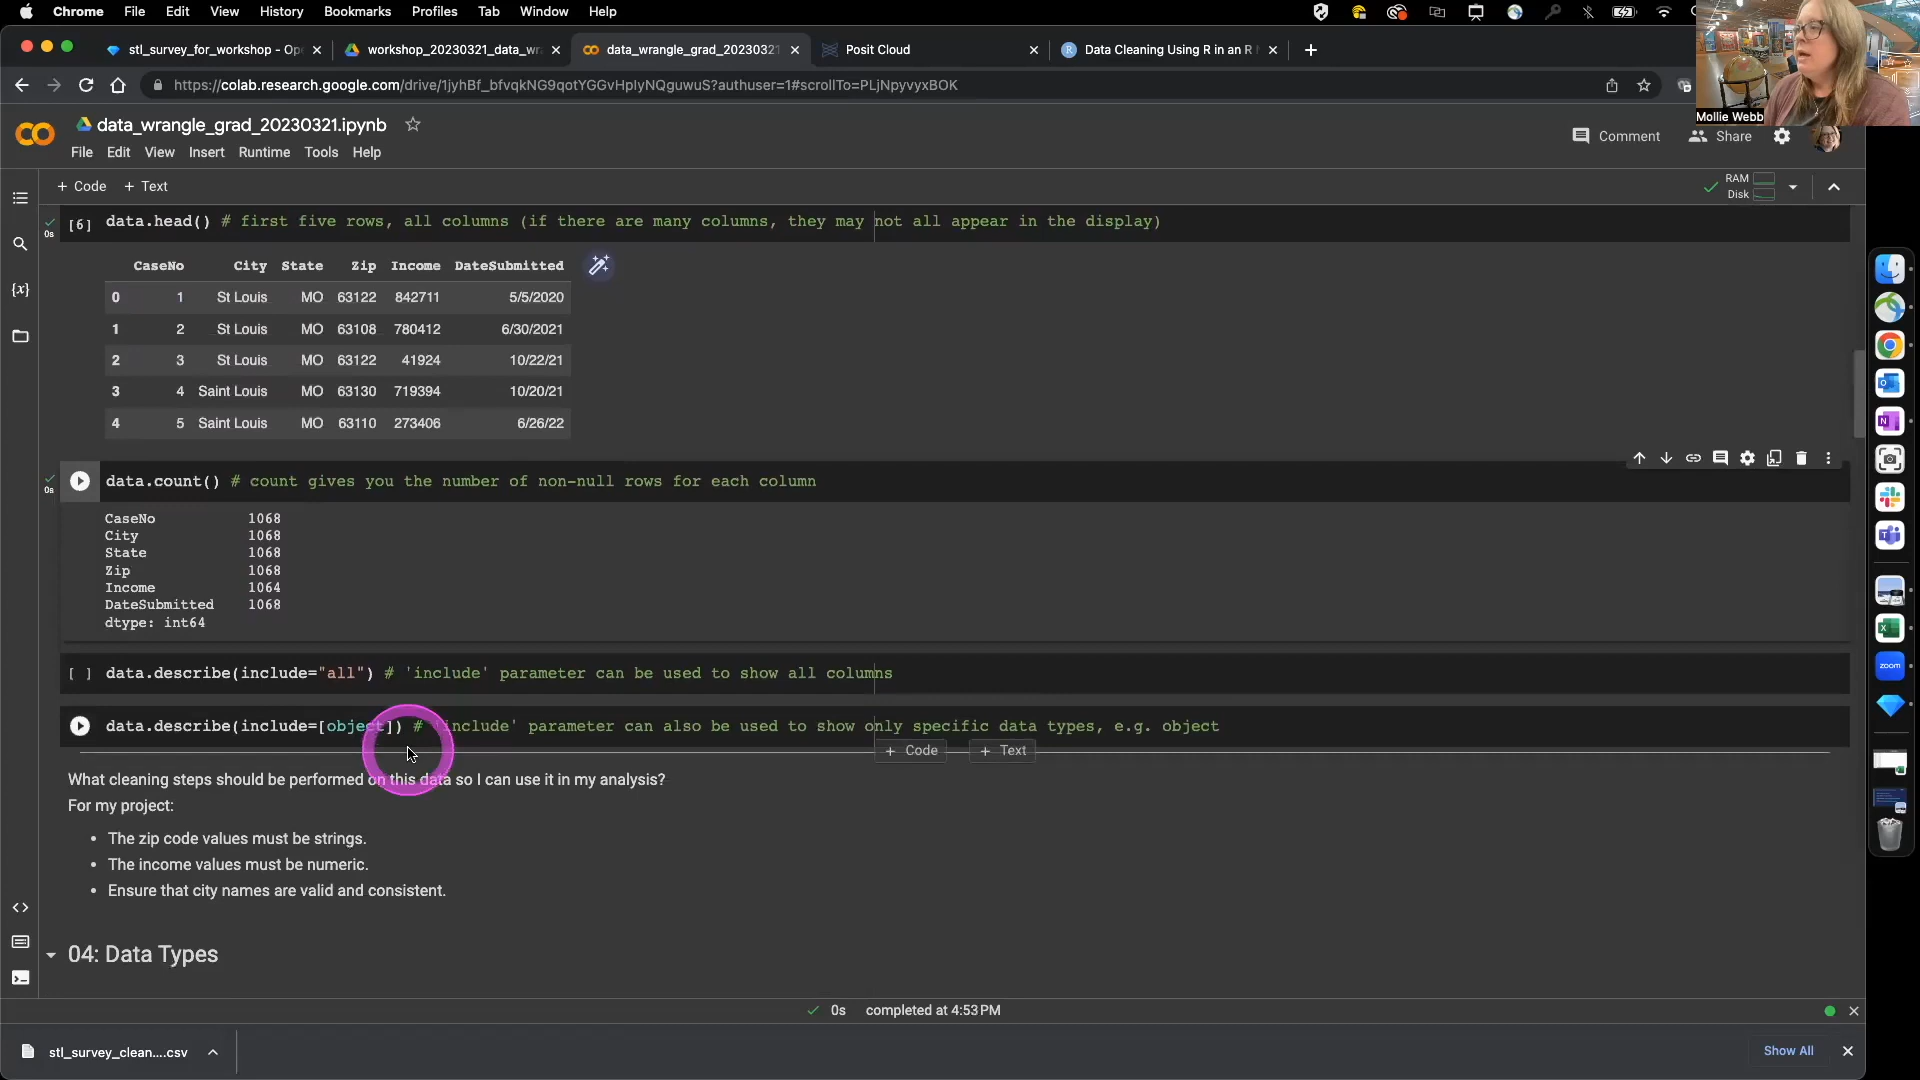 Chrome File Edit View History Bookmarks Profiles Tab Window Help
stl_survey_for_workshop - Ope
workshop_20230321_data_wr
data_wrangle_grad_20230321
Posit Cloud
Data Cleaning Using R in an R
https://colab.research.google.com/drive/1jyhBf_bfvqkNG9qotYGGvHpIyNQguwuS?authuser=1#scrollTo=PLjNpyvyxBOK
Mollie Webb
data_wrangle_grad_20230321.ipynb
Comment
Share
File Edit View Insert Runtime Tools Help
+ Code + Text
RAM
Disk
[6] data.head() # first five rows, all columns (if there are many columns, they may not all appear in the display)
0s
CaseNo City State Zip Income DateSubmitted
0 1 St Louis MO 63122 842711 5/5/2020
1 2 St Louis MO 63108 780412 6/30/2021
2 3 St Louis MO 63122 41924 10/22/21
3 4 Saint Louis MO 63130 719394 10/20/21
4 5 Saint Louis MO 63110 273406 6/26/22
data.count() # count gives you the number of non-null rows for each column
0s
CaseNo 1068
City 1068
State 1068
Zip 1068
Income 1064
DateSubmitted 1068
dtype: int64
[ ] data.describe(include="all") # 'include' parameter can be used to show all columns
data.describe(include=[object]) # 'include' parameter can also be used to show only specific data types, e.g. object
+ Code + Text
What cleaning steps should be performed on this data so I can use it in my analysis?
For my project:
• The zip code values must be strings.
• The income values must be numeric.
• Ensure that city names are valid and consistent.
04: Data Types
0s completed at 4:53 PM
stl_survey_clean....csv
Show All
zoom